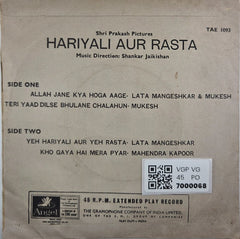 Shri Prakash Pictures
TAE 1093
HARIYALI AUR RASTA
Music Direction: Shankar Jaikishan
SIDE ONE
ALLAH JANE KYA HOGA AAGE- LATA MANGESHKAR & MUKESH
TERI YAAD DILSE BHULANE CHALAHUN- MUKESH
SIDE TWO
YEH HARIYALI AUR YEH RASTA- LATA MANGESHKAR
KHO GAYA HAI MERA PYAR- MAHENDRA KAPOOR
VGP VG
45 PO
7000068
Angel
45 R.P.M. EXTENDED PLAY RECORD
THE GRAMOPHONE COMPANY OF INDIA LIMITED